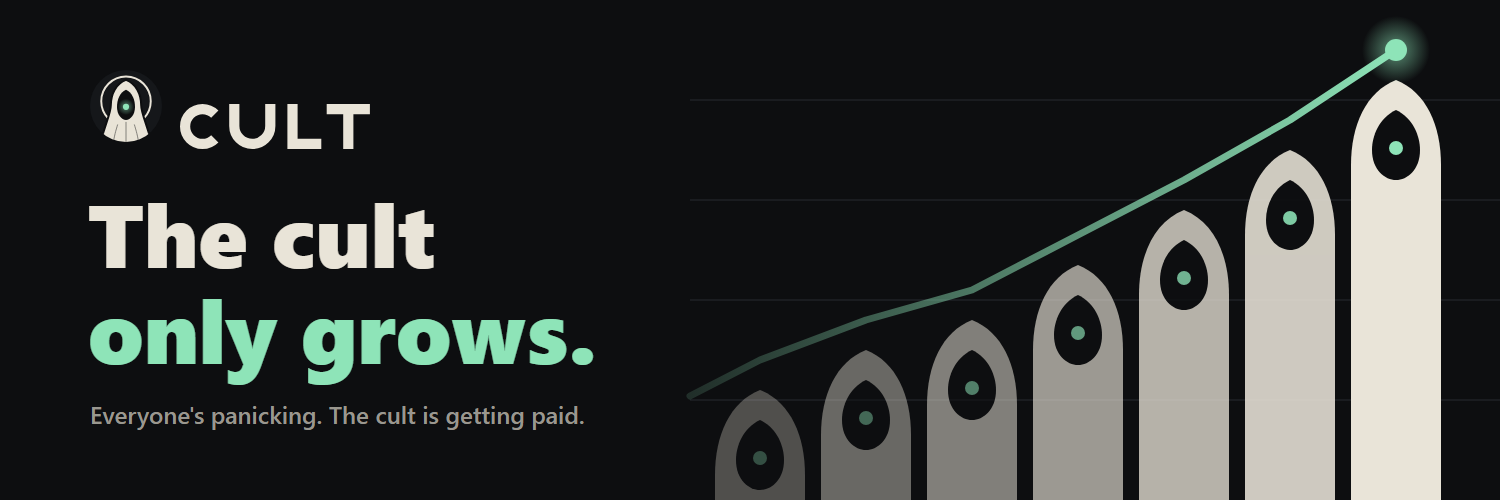 CULT
The cult
only grows.
Everyone's panicking. The cult is getting paid.